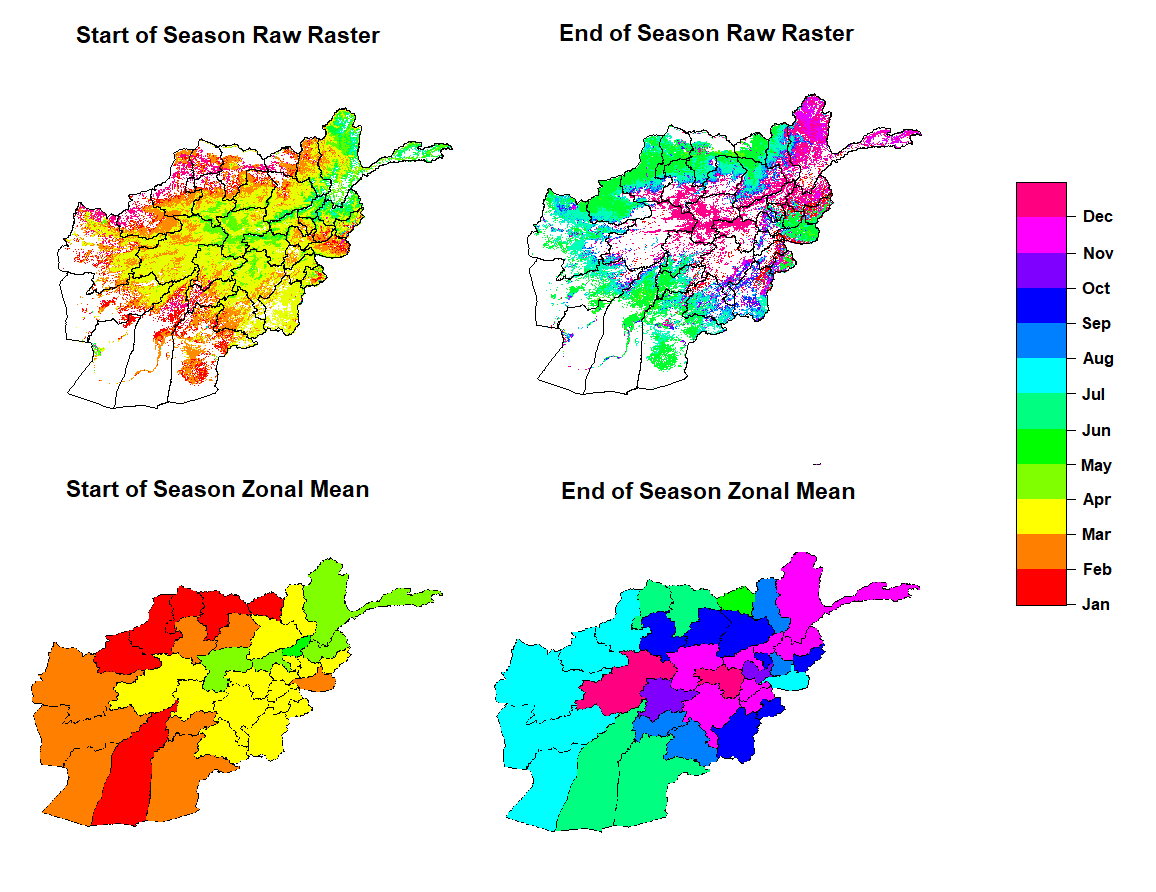 Start of Season Raw Raster
End of Season Raw Raster
Dec
Nov
Oct
Sep
Aug
Jul
Jun
May
Apr
Mar
Feb
Jan
Start of Season Zonal Mean
End of Season Zonal Mean